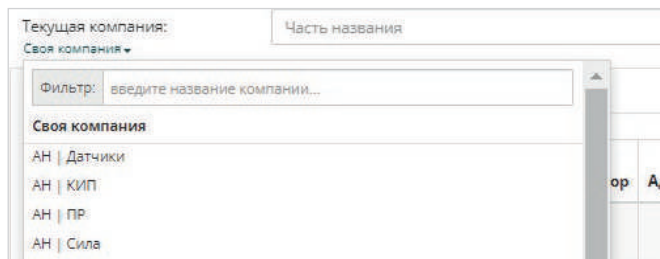 Текущая компания:
Часть названия
Своя компания
Фильтр: введите название компании...
Своя компания
АН | Датчики
ор
АН | КИП
АН | ПР
АН | Сила